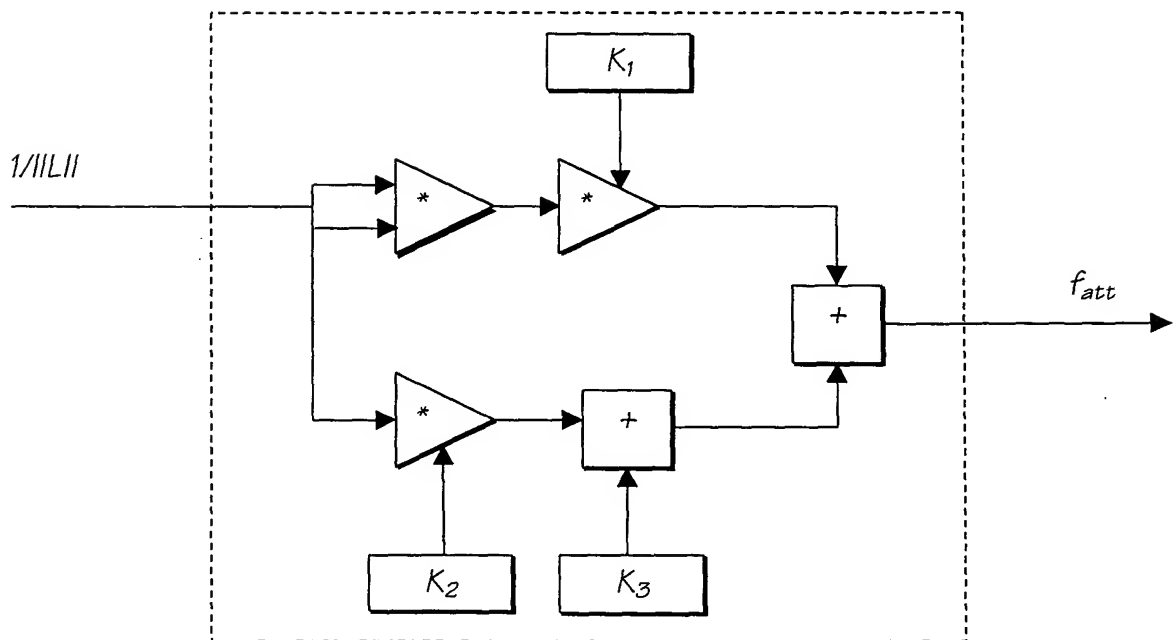 K1
1/||L||
*
*
+
fatt
*
+
K2
K3